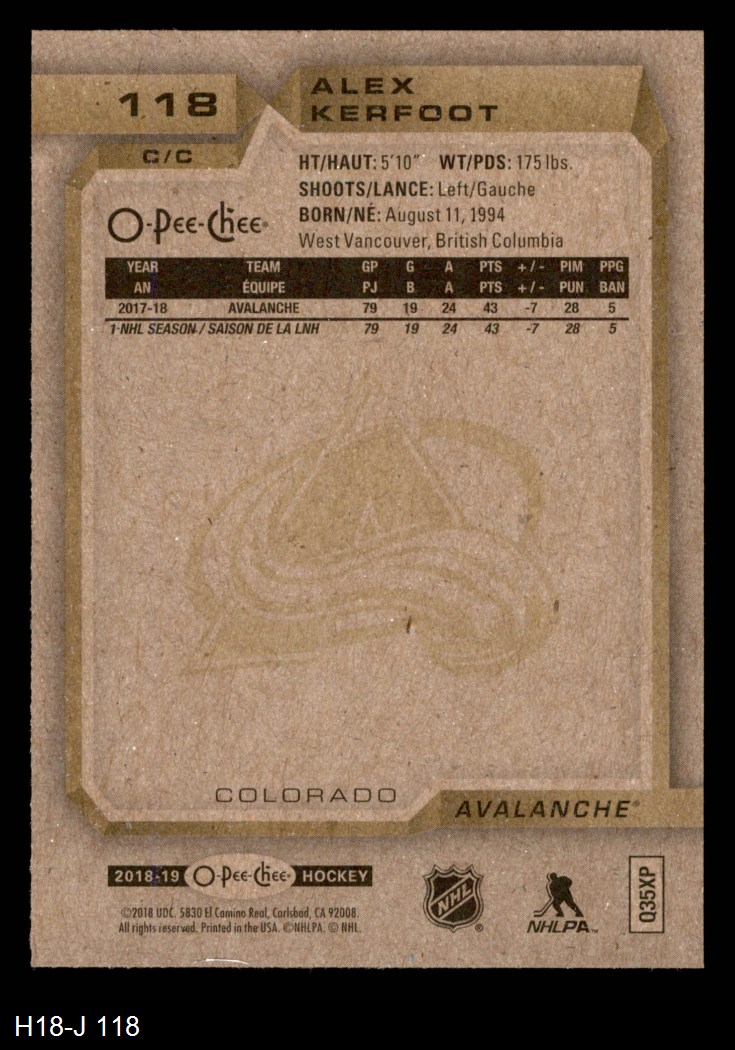 118
ALEX
KERFOOT
C/C
HT/HAUT: 5'10" WT/PDS: 175 lbs.
SHOOTS/LANCE: Left/Gauche
BORN/NÉ: August 11, 1994
West Vancouver, British Columbia
O-Pee-Chee®
YEAR TEAM GP G A PTS +/- PIM PPG
AN ÉQUIPE PJ B A PTS +/- PUN BAN
2017-18 AVALANCHE 79 19 24 43 -7 28 5
1 NHL SEASON / SAISON DE LA LNH 79 19 24 43 -7 28 5
COLORADO
AVALANCHE®
2018-19 O-Pee-Chee® HOCKEY
©2018 UDC. 5830 El Camino Real, Carlsbad, CA 92008.
All rights reserved. Printed in the USA. ©NHLPA. © NHL.
NHL®
NHLPA™
Q35XP
H18-J 118